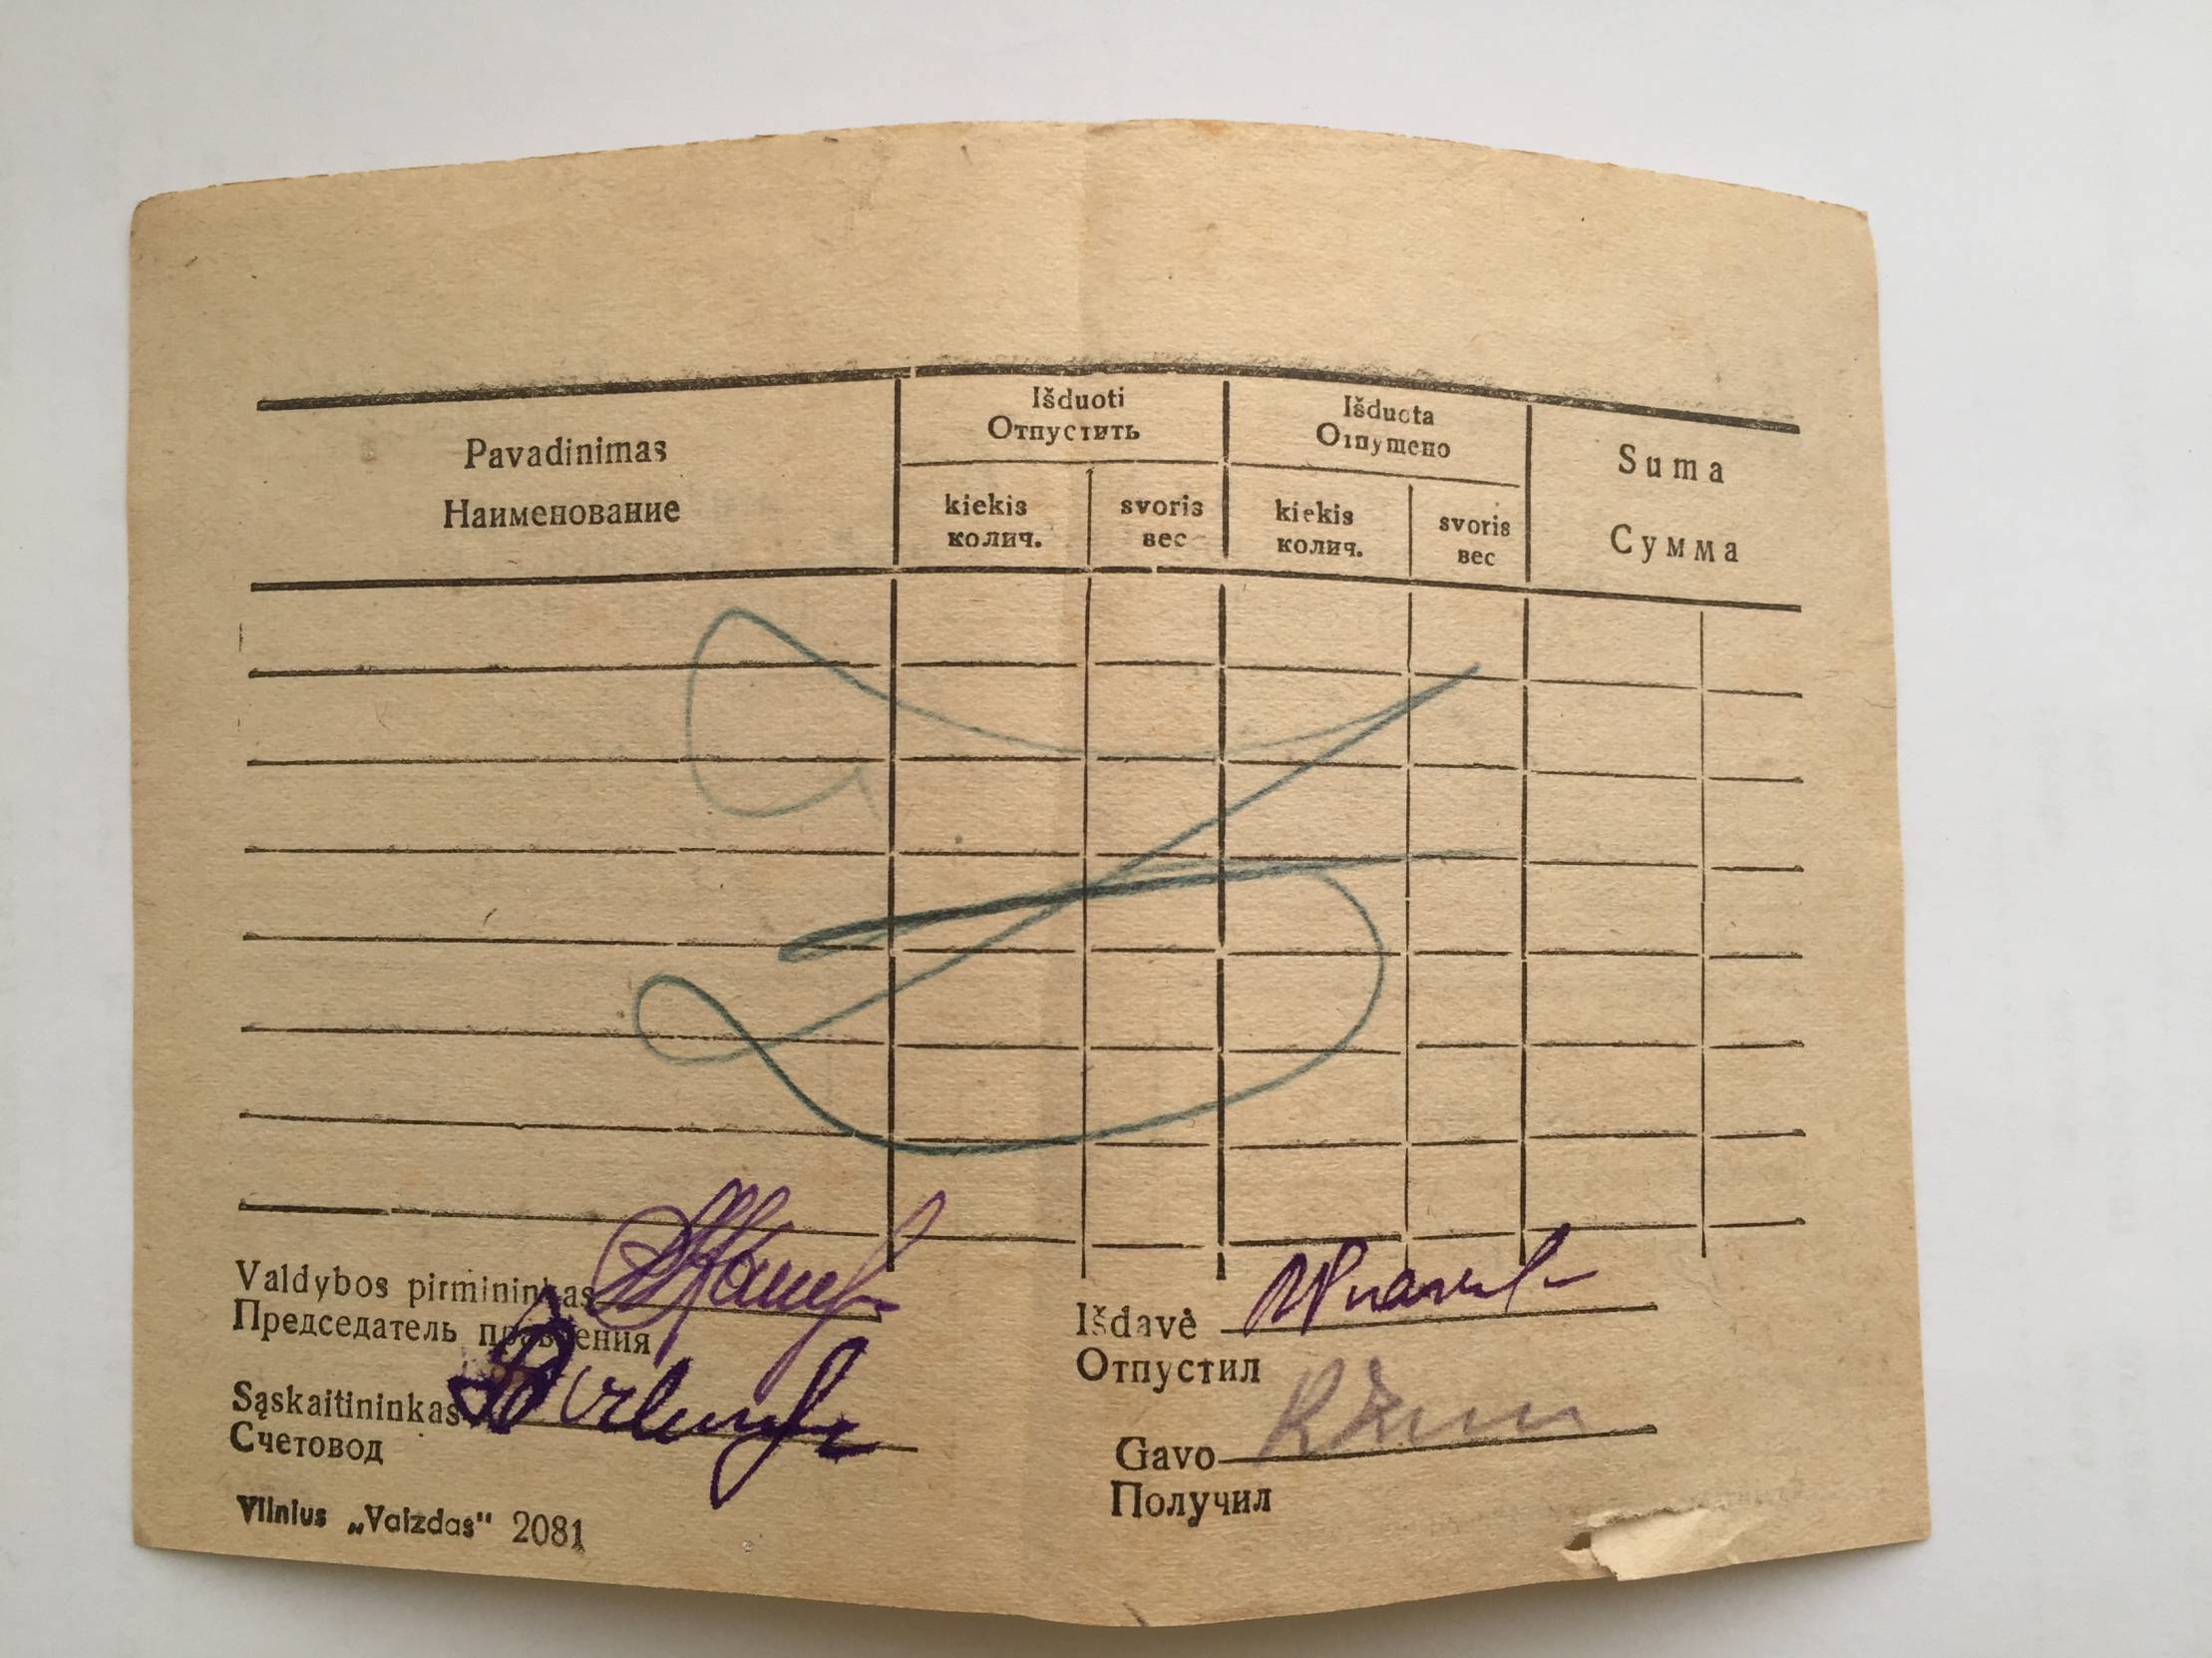 Pavadinimas
Наименование
Išduoti
Отпустить
kiekis
колич.
svoris
вес
Išduota
Отпущено
kiekis
колич.
svoris
вес
Suma
Сумма
Valdybos pirmininkas
Председатель правления
Sąskaitininkas
Счетовод
Vilnius „Vaizdas" 2081
Išdavė
Отпустил
Gavo
Получил